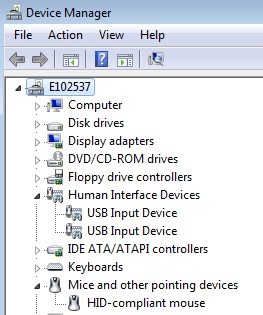 Device Manager
File Action View Help
E102537
Computer
Disk drives
Display adapters
DVD/CD-ROM drives
Floppy drive controllers
Human Interface Devices
USB Input Device
USB Input Device
IDE ATA/ATAPI controllers
Keyboards
Mice and other pointing devices
HID-compliant mouse